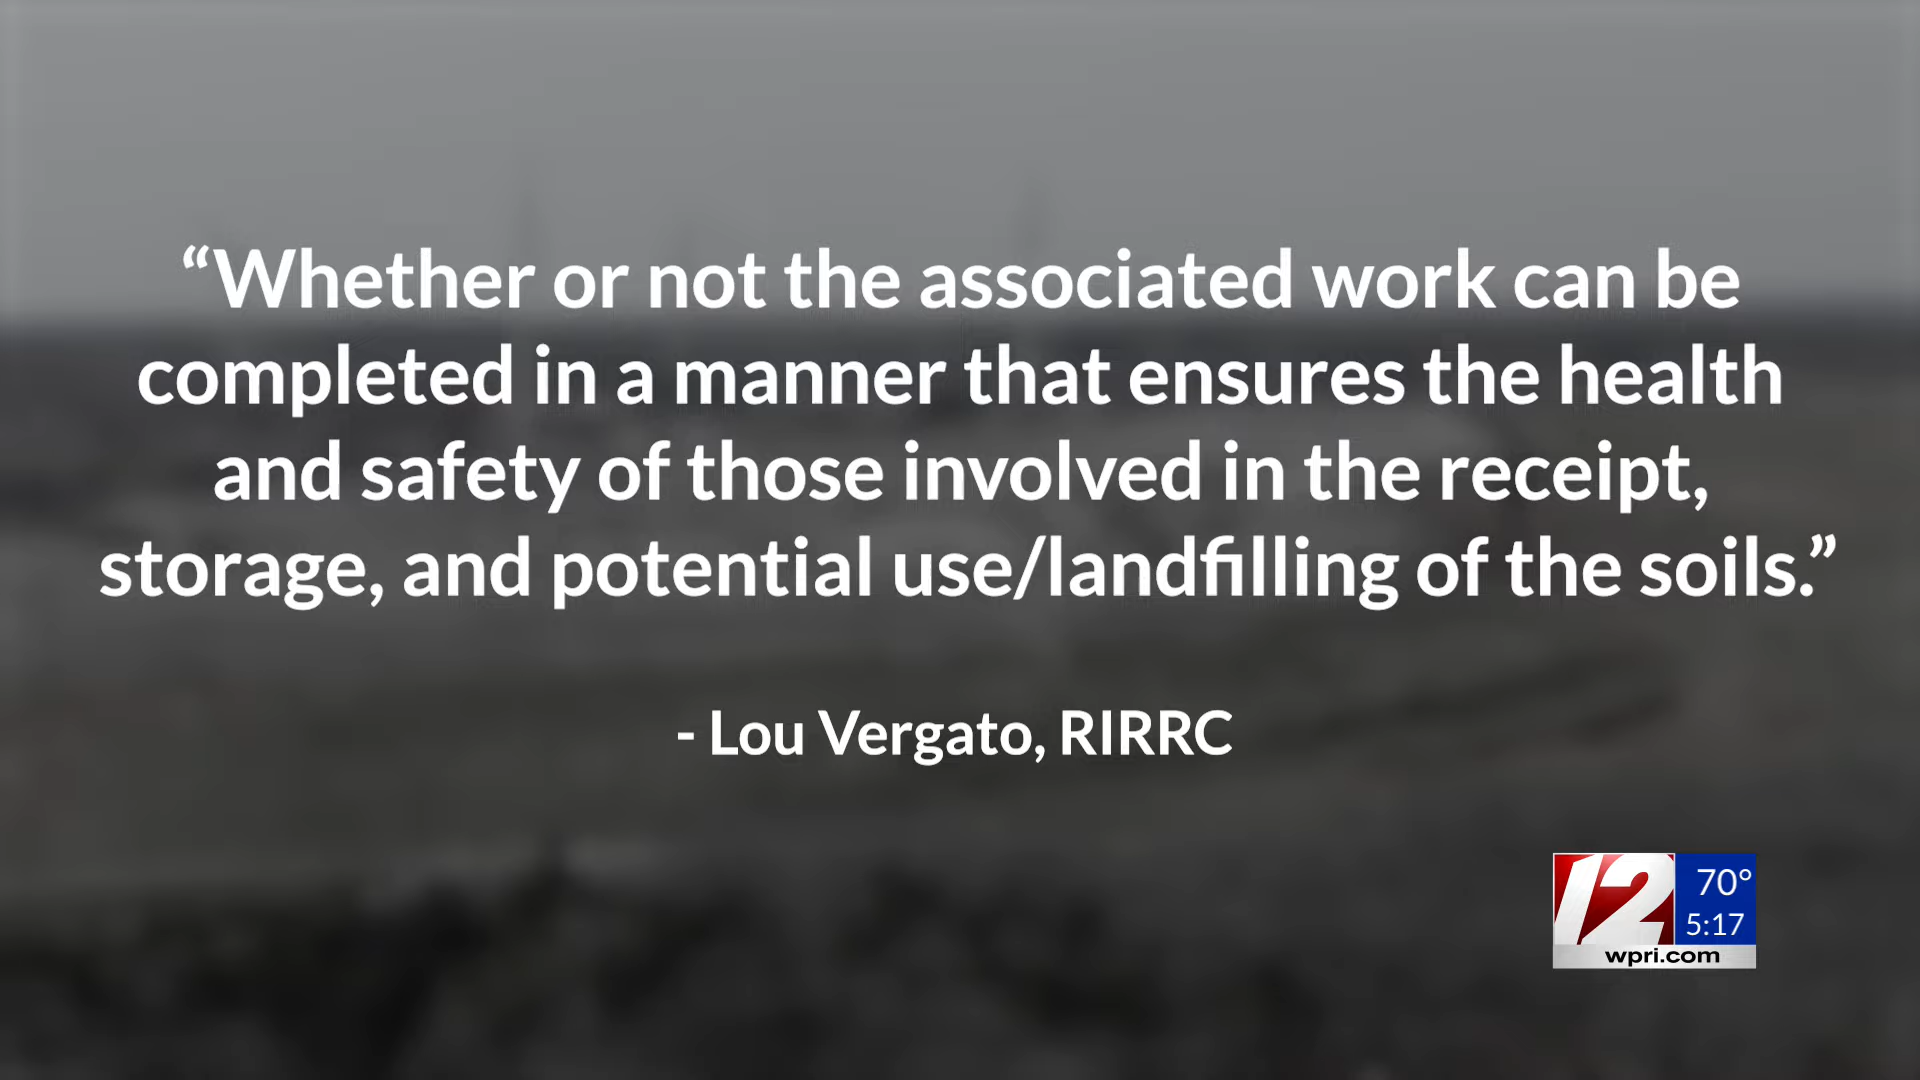 “Whether or not the associated work can be
completed in a manner that ensures the health
and safety of those involved in the receipt,
storage, and potential use/landfilling of the soils.”
- Lou Vergato, RIRRC
12
70°
5:17
wpri.com